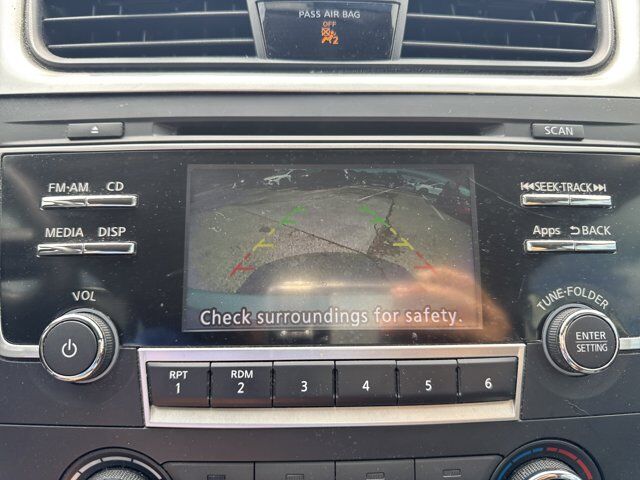 PASS AIR BAG
OFF
2
SCAN
FM·AM CD
SEEK·TRACK
MEDIA DISP
Apps BACK
VOL
TUNE·FOLDER
ENTER
SETTING
Check surroundings for safety.
RPT RDM
1 2 3 4 5 6